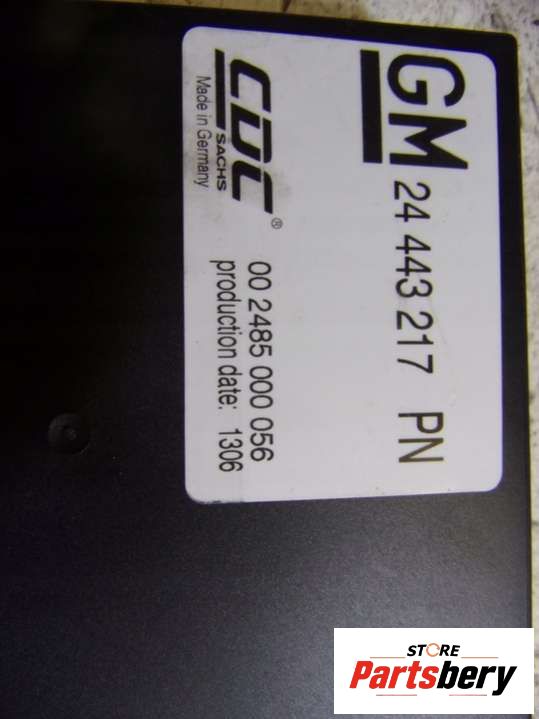 GM
24 443 217 PN
CDC®
SACHS
Made in Germany
00 2485 000 056
production date: 1306
STORE
Partsbery